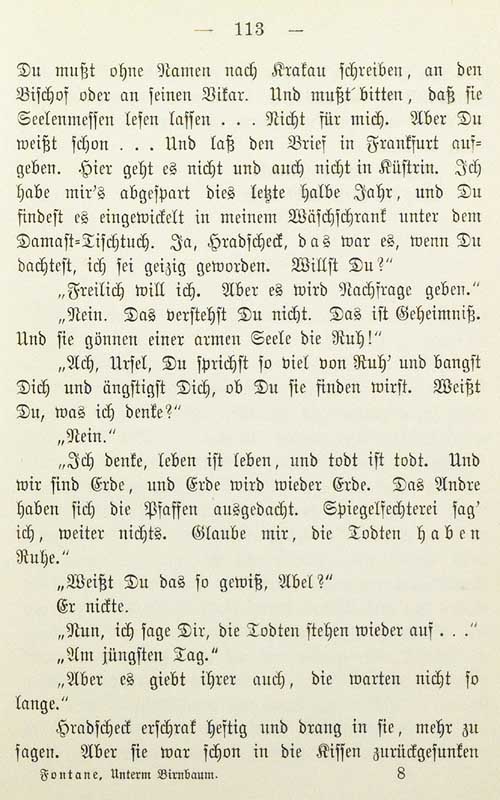 — 113 —
Du mußt ohne Namen nach Krakau schreiben, an den
Bischof oder an seinen Vikar. Und mußt bitten, daß sie
Seelenmessen lesen lassen . . . Nicht für mich. Aber Du
weißt schon . . . Und laß den Brief in Frankfurt auf-
geben. Hier geht es nicht und auch nicht in Küstrin. Ich
habe mir's abgespart dies letzte halbe Jahr, und Du
findest es eingewickelt in meinem Wäschschrank unter dem
Damast-Tischtuch. Ja, Hradscheck, das war es, wenn Du
dachtest, ich sei geizig geworden. Willst Du?“
„Freilich will ich. Aber es wird Nachfrage geben.“
„Nein. Das verstehst Du nicht. Das ist Geheimniß.
Und sie gönnen einer armen Seele die Ruh!“
„Ach, Ursel, Du sprichst so viel von Ruh' und bangst
Dich und ängstigst Dich, ob Du sie finden wirst. Weißt
Du, was ich denke?“
„Nein.“
„Ich denke, leben ist leben, und todt ist todt. Und
wir sind Erde, und Erde wird wieder Erde. Das Andre
haben sich die Pfaffen ausgedacht. Spiegelfechterei sag'
ich, weiter nichts. Glaube mir, die Todten haben
Ruhe.“
„Weißt Du das so gewiß, Abel?“
Er nickte.
„Nun, ich sage Dir, die Todten stehen wieder auf . . .“
„Am jüngsten Tag.“
„Aber es giebt ihrer auch, die warten nicht so
lange.“
Hradscheck erschrak heftig und drang in sie, mehr zu
sagen. Aber sie war schon in die Kissen zurückgesunken
Fontane, Unterm Birnbaum. 8